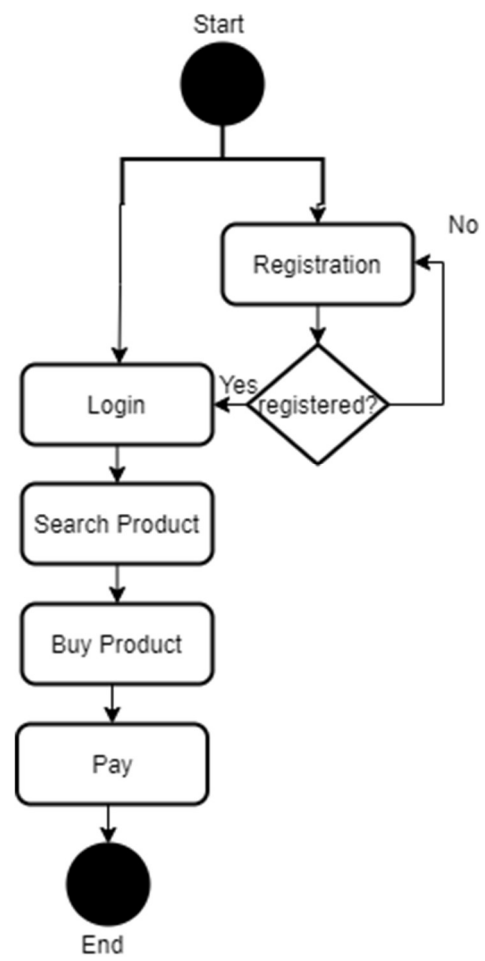 Start
No
Registration
Yes
registered?
Login
Search Product
Buy Product
Pay
End